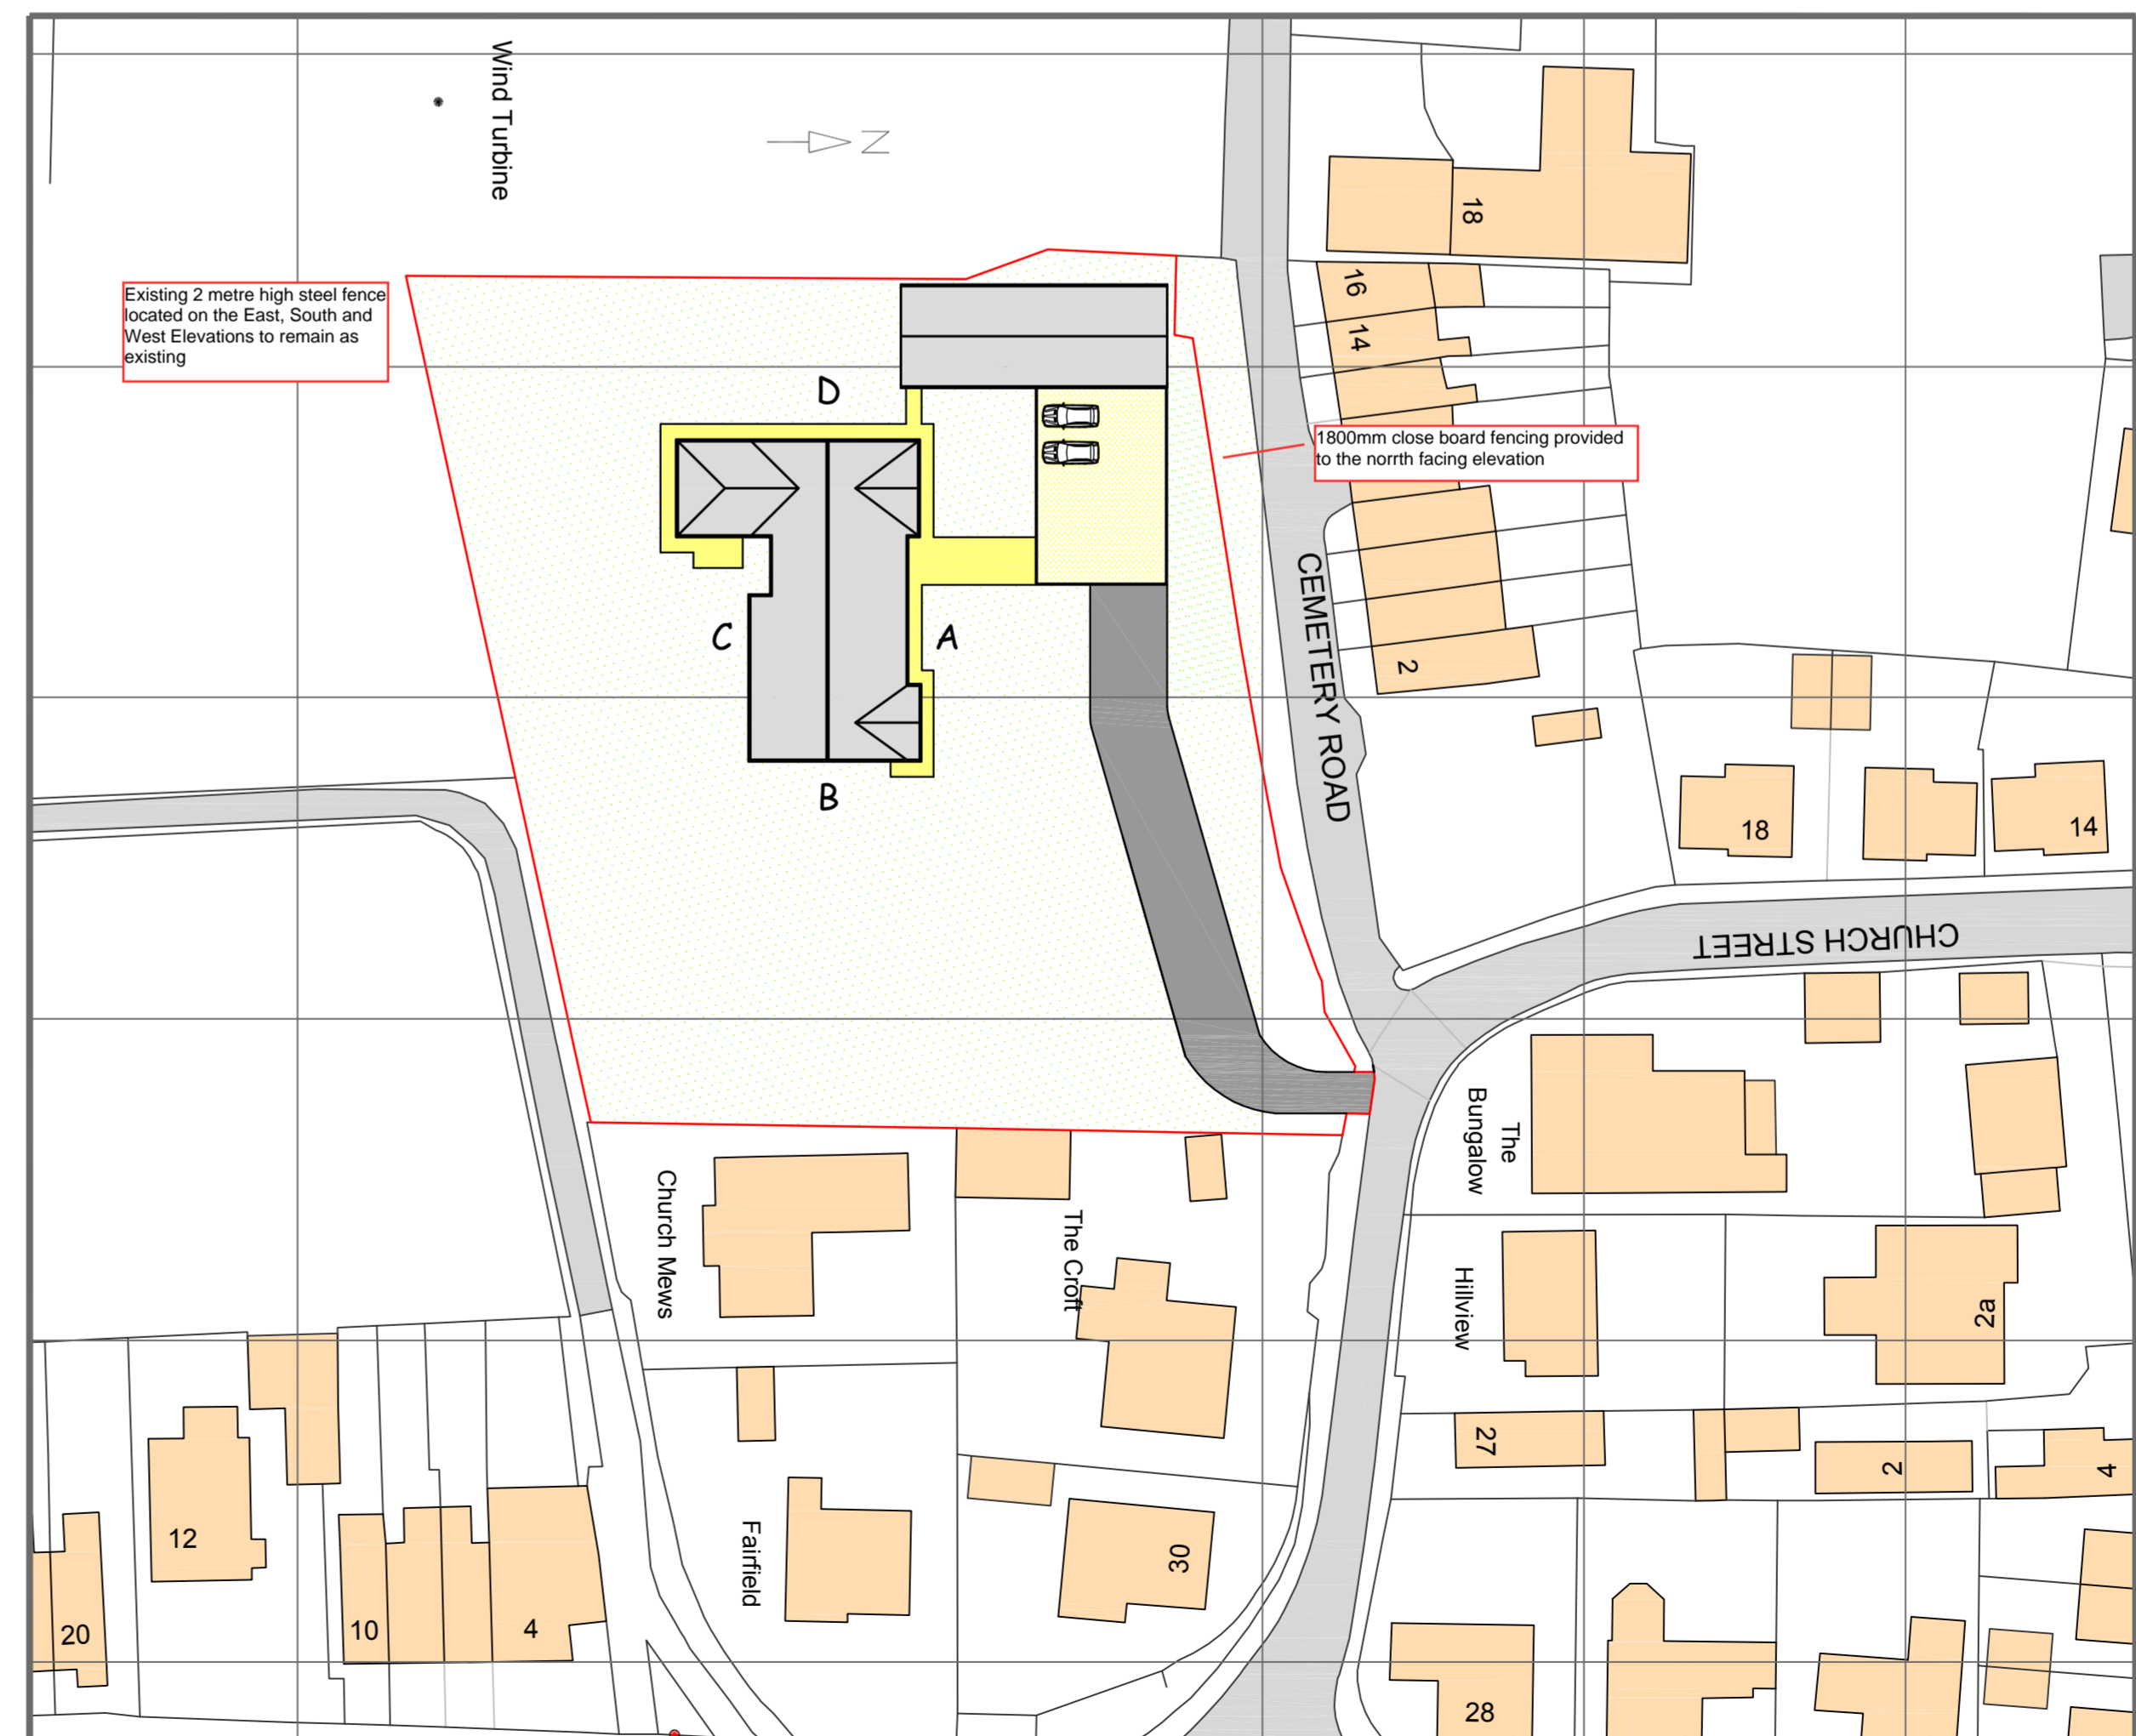 Wind Turbine
N
18
Existing 2 metre high steel fence
located on the East, South and
West Elevations to remain as
existing
16
14
D
1800mm close board fencing provided
to the norrth facing elevation
CEMETERY ROAD
C
A
2
B
18
14
CHURCH STREET
The
Bungalow
Church Mews
The Croft
Hillview
2a
27
2
4
12
Fairfield
30
20
10
4
28